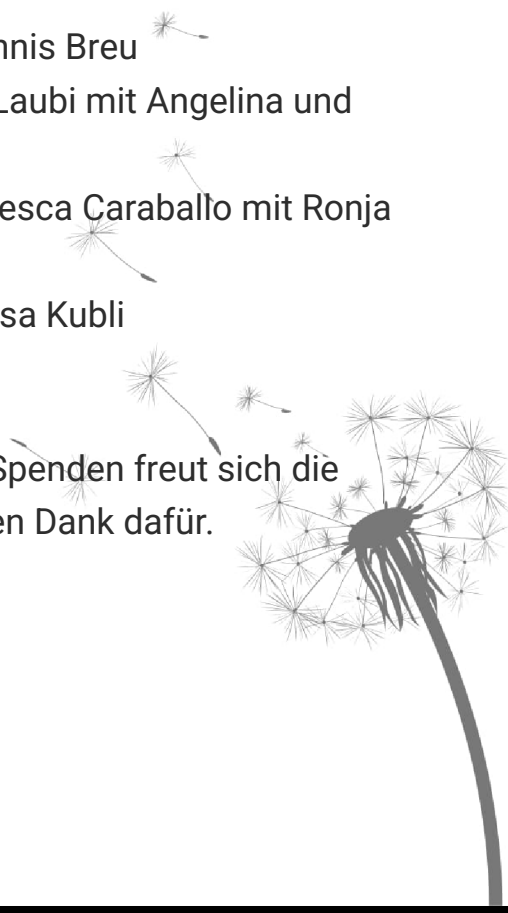 nnis Breu
Laubi mit Angelina und
esca Caraballo mit Ronja
sa Kubli
Spenden freut sich die
en Dank dafür.